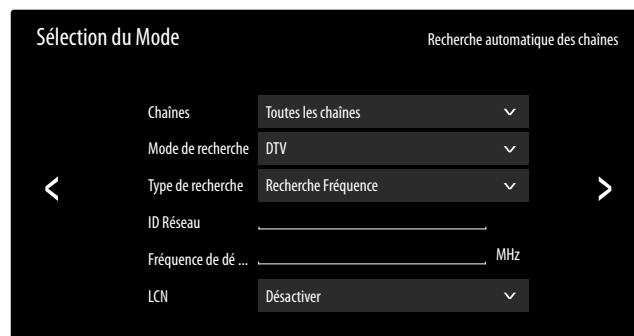 Sélection du Mode
Recherche automatique des chaînes
Chaînes Toutes les chaînes
Mode de recherche DTV
Type de recherche Recherche Fréquence
ID Réseau
Fréquence de dé ... MHz
LCN Désactiver